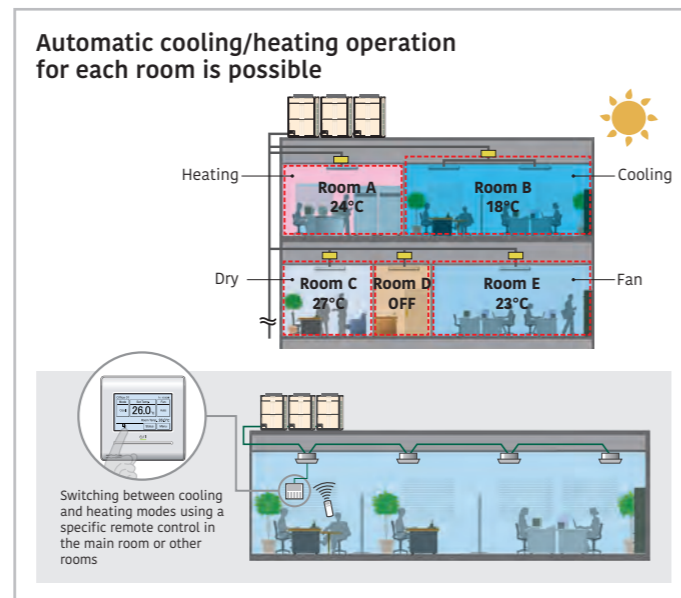 Automatic cooling/heating operation
for each room is possible
Heating
Room A
24°C
Room B
18°C
Cooling
Dry
Room C
27°C
Room D
OFF
Room E
23°C
Fan
26.0
Switching between cooling
and heating modes using a
specific remote control in
the main room or other
rooms